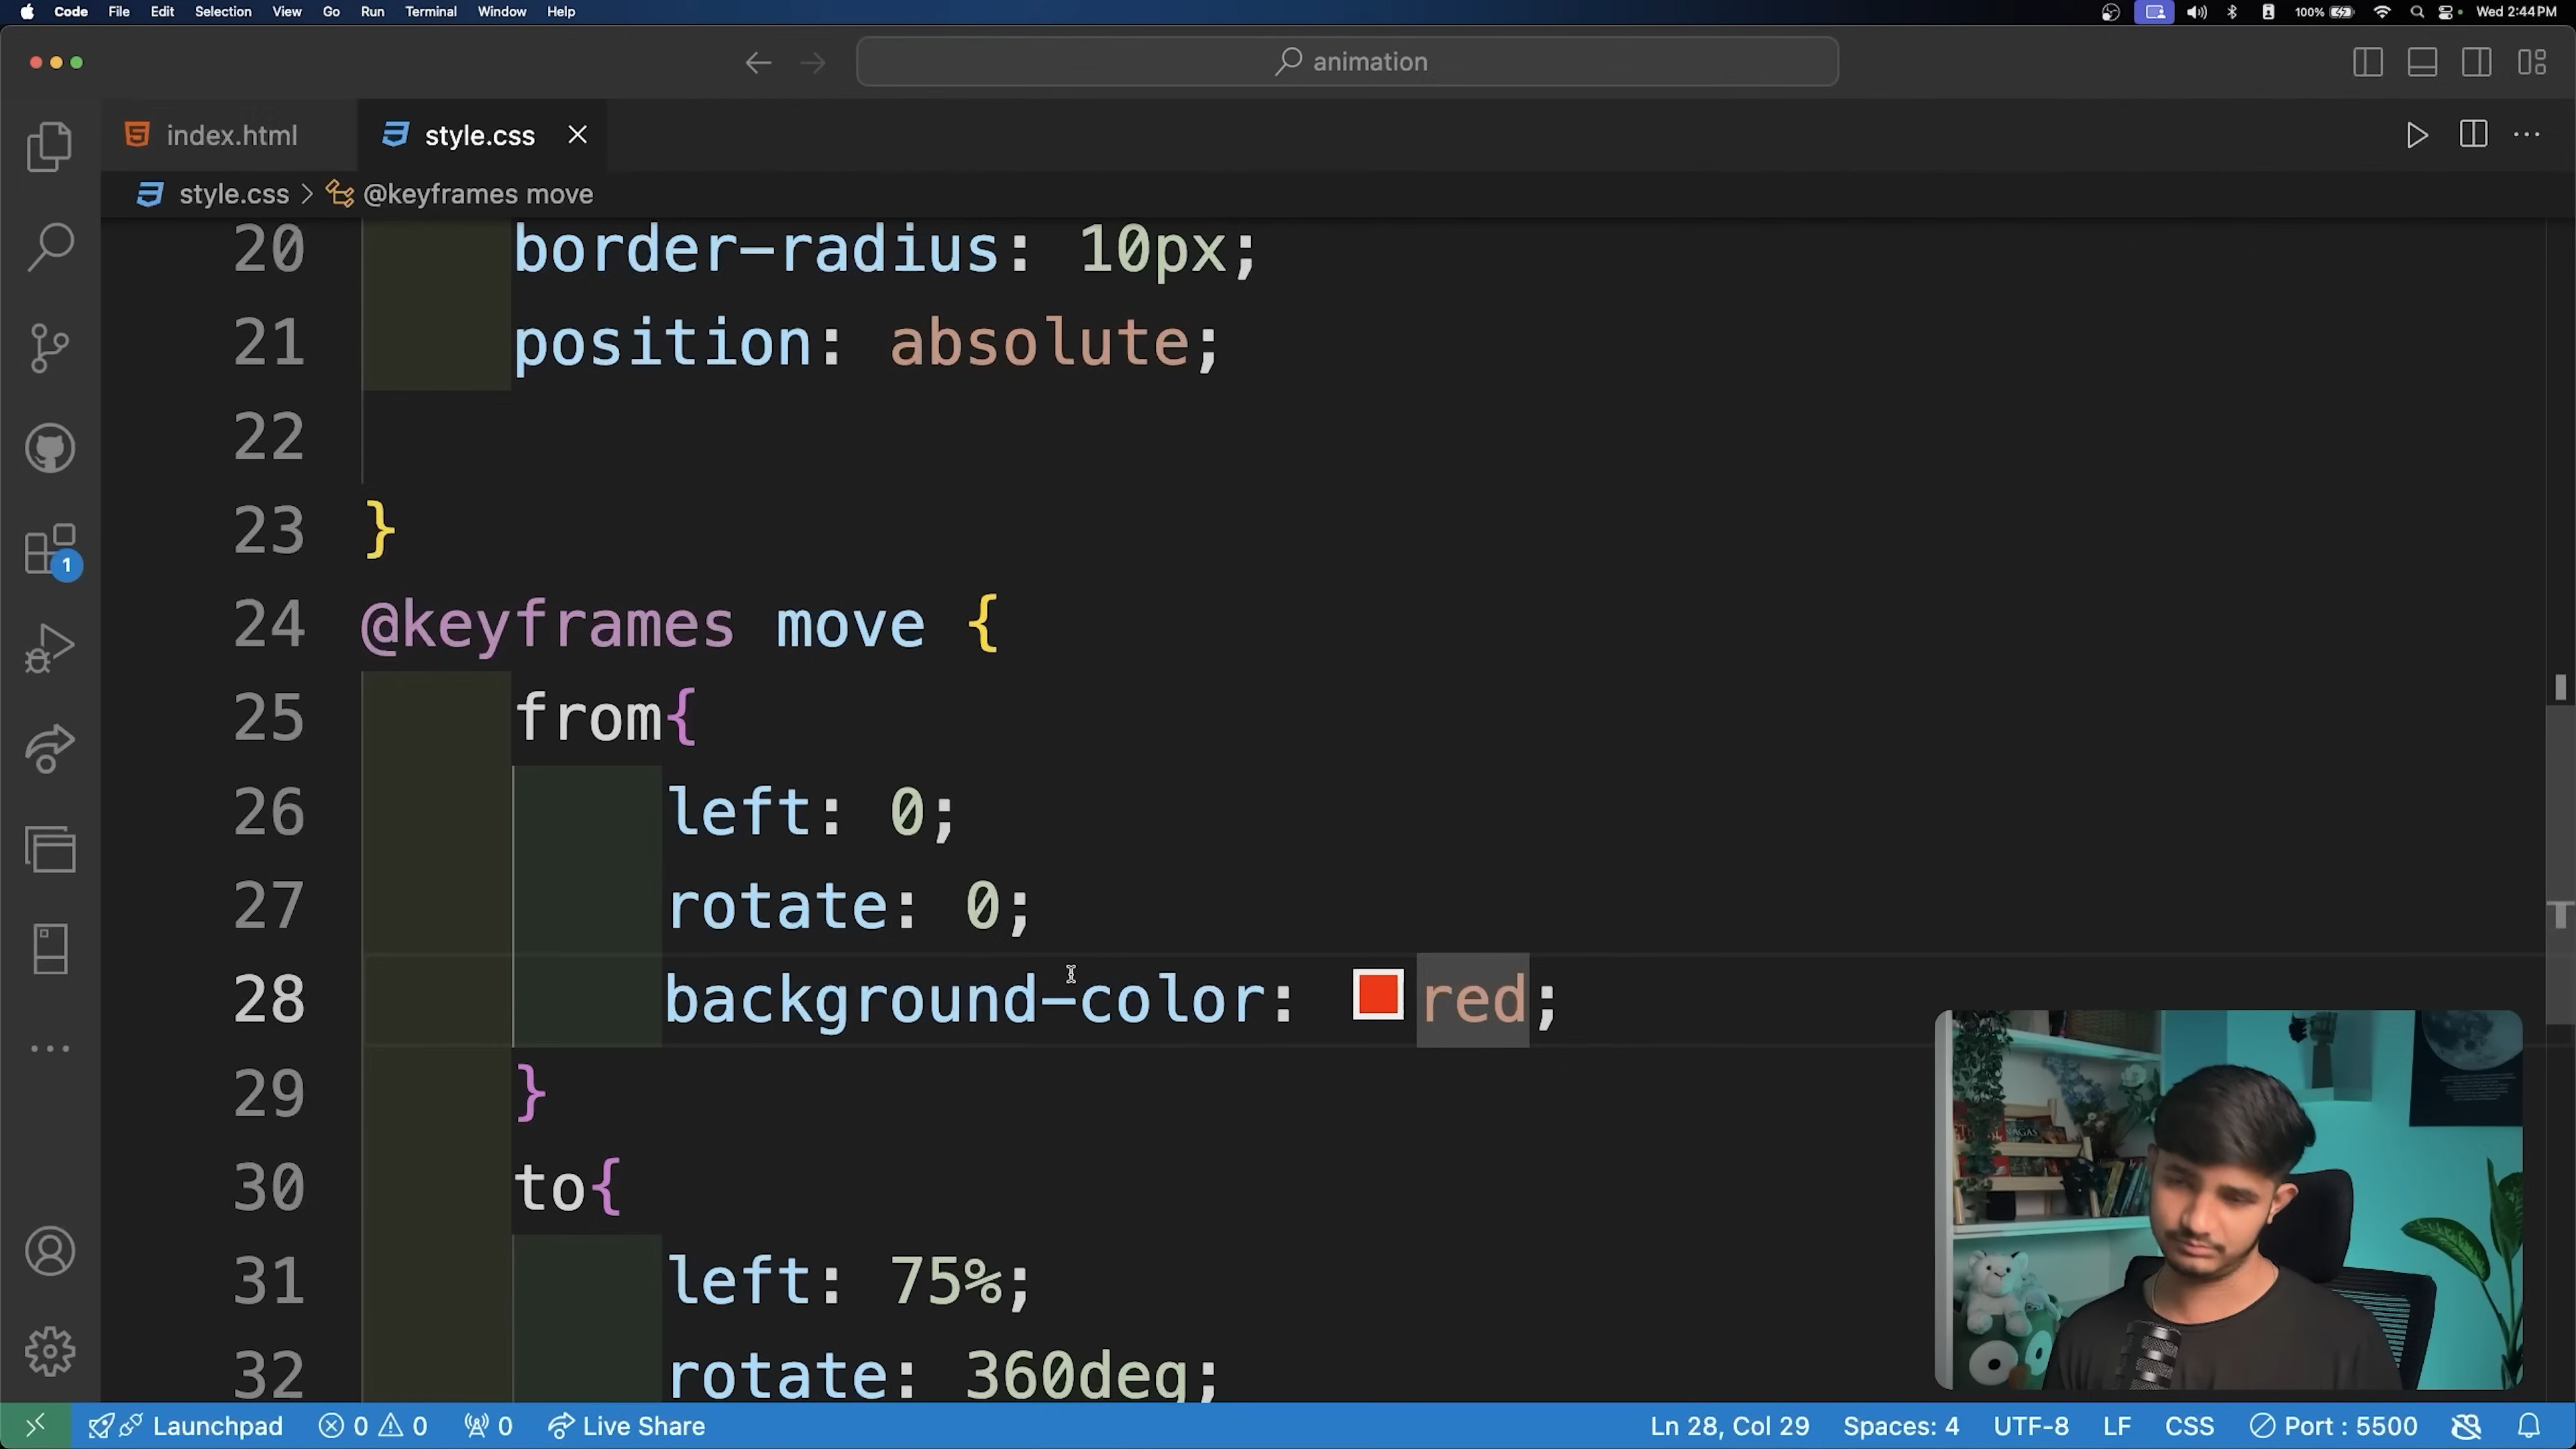 Code File Edit Selection View Go Run Terminal Window Help 100% Wed 2:44 PM
animation
index.html style.css
style.css > @keyframes move
20 border-radius: 10px;
21 position: absolute;
22
23 }
24 @keyframes move {
25 from{
26 left: 0;
27 rotate: 0;
28 background-color: red;
29 }
30 to{
31 left: 75%;
32 rotate: 360deg;
1
Launchpad 0 0 0 Live Share Ln 28, Col 29 Spaces: 4 UTF-8 LF CSS Port : 5500